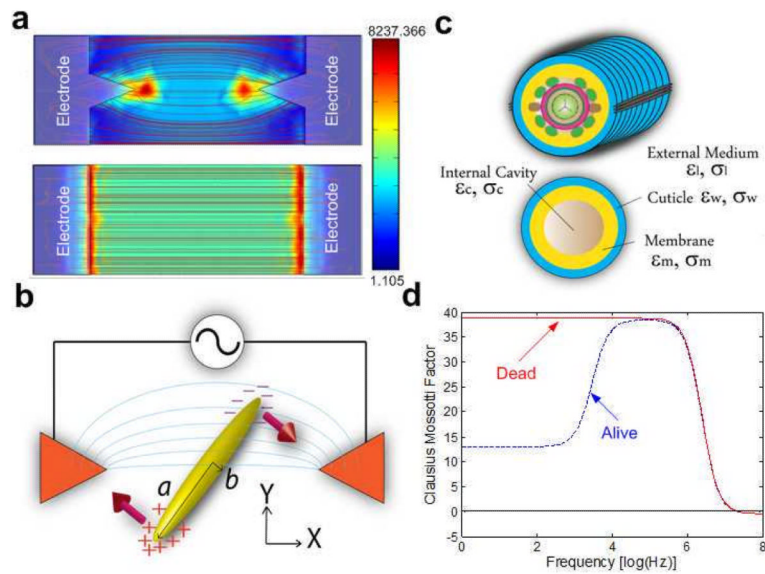 a
8237.366
Electrode
Electrode
Electrode
Electrode
1.105
b
a
b
Y
X
c
Internal Cavity
εc, σc
External Medium
εl, σl
Cuticle εw, σw
Membrane
εm, σm
d
Clausius Mossotti Factor
40
35
30
25
20
15
10
5
0
-5
Dead
Alive
0
2
4
6
8
Frequency [log(Hz)]